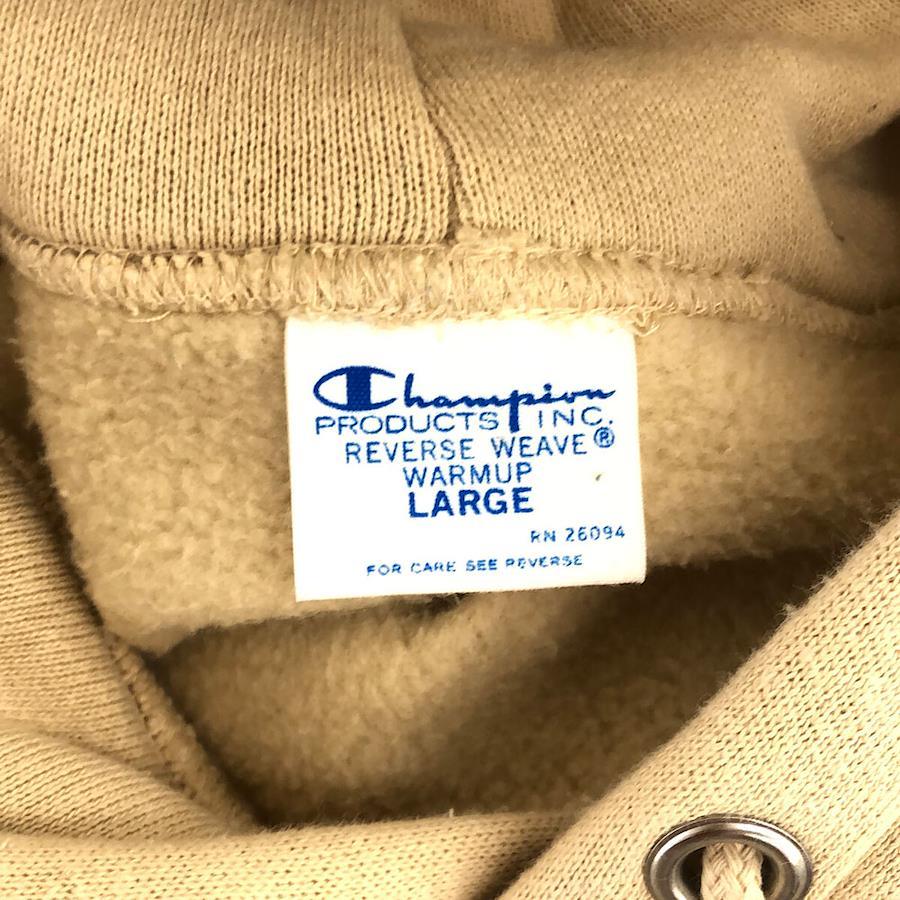 Champion
PRODUCTS INC.
REVERSE WEAVE®
WARMUP
LARGE
RN 26094
FOR CARE SEE REVERSE